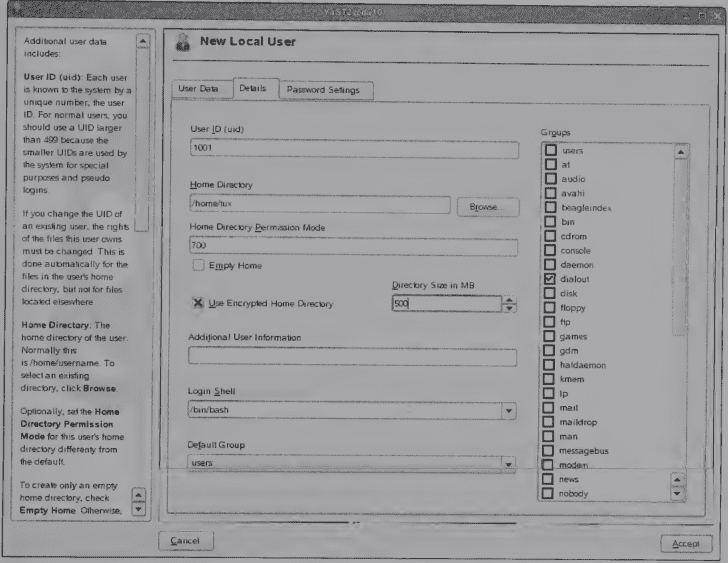 YaST2@da10
Additional user data
includes:
User ID (uid): Each user
is known to the system by a
unique number, the user
ID. For normal users, you
should use a UID larger
than 499 because the
smaller UIDs are used by
the system for special
purposes and pseudo
logins.
If you change the UID of
an existing user, the rights
of the files this user owns
must be changed. This is
done automatically for the
files in the user's home
directory, but not for files
located elsewhere.
Home Directory: The
home directory of the user.
Normally this
is /home/username. To
select an existing
directory, click Browse.
Optionally, set the Home
Directory Permission
Mode for this user's home
directory differenty from
the default.
To create only an empty
home directory, check
Empty Home. Otherwise,
New Local User
User Data
Details
Password Settings
User ID (uid)
1001
Home Directory
/home/tux
Browse...
Home Directory Permission Mode
700
Empty Home
Directory Size in MB
Use Encrypted Home Directory
500
Additional User Information
Login Shell
/bin/bash
Default Group
users
Groups
users
at
audio
avahi
beagleindex
bin
cdrom
console
daemon
dialout
disk
floppy
ftp
games
gdm
haldaemon
kmem
lp
mail
maildrop
man
messagebus
modem
news
nobody
Cancel
Accept